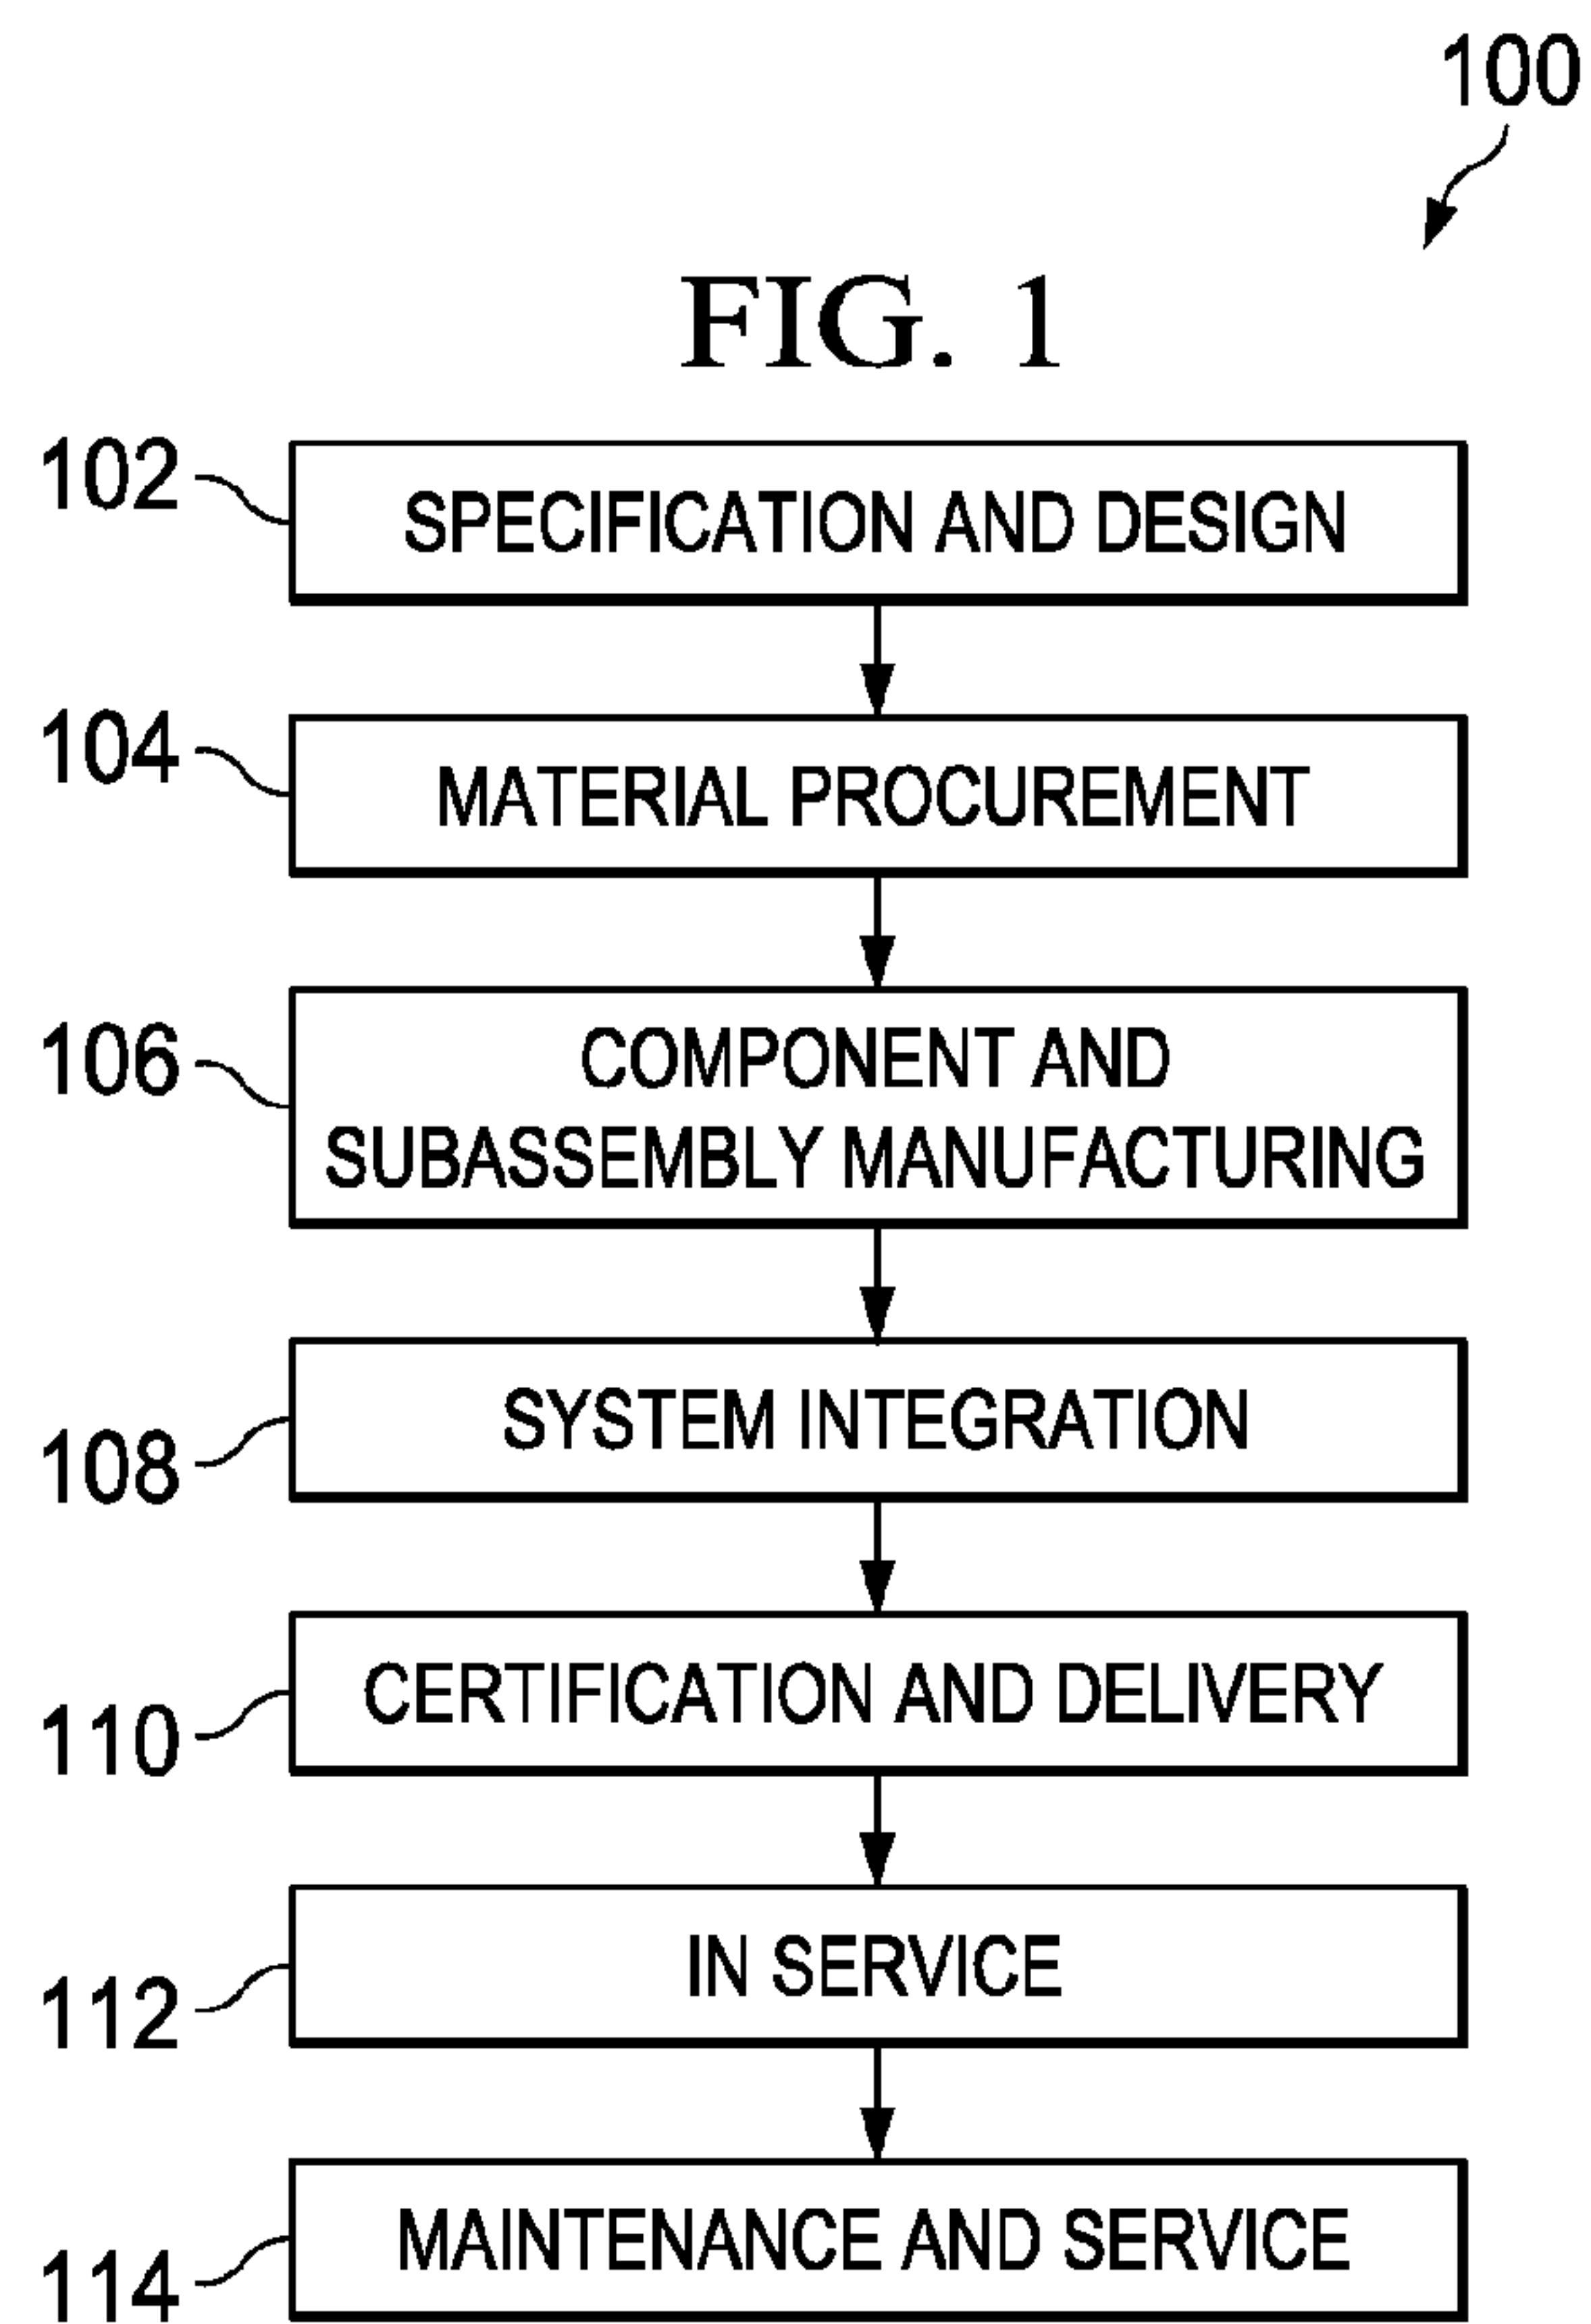 100
FIG. 1
102
SPECIFICATION AND DESIGN
104
MATERIAL PROCUREMENT
106
COMPONENT AND
SUBASSEMBLY MANUFACTURING
108
SYSTEM INTEGRATION
110
CERTIFICATION AND DELIVERY
112
IN SERVICE
114
MAINTENANCE AND SERVICE